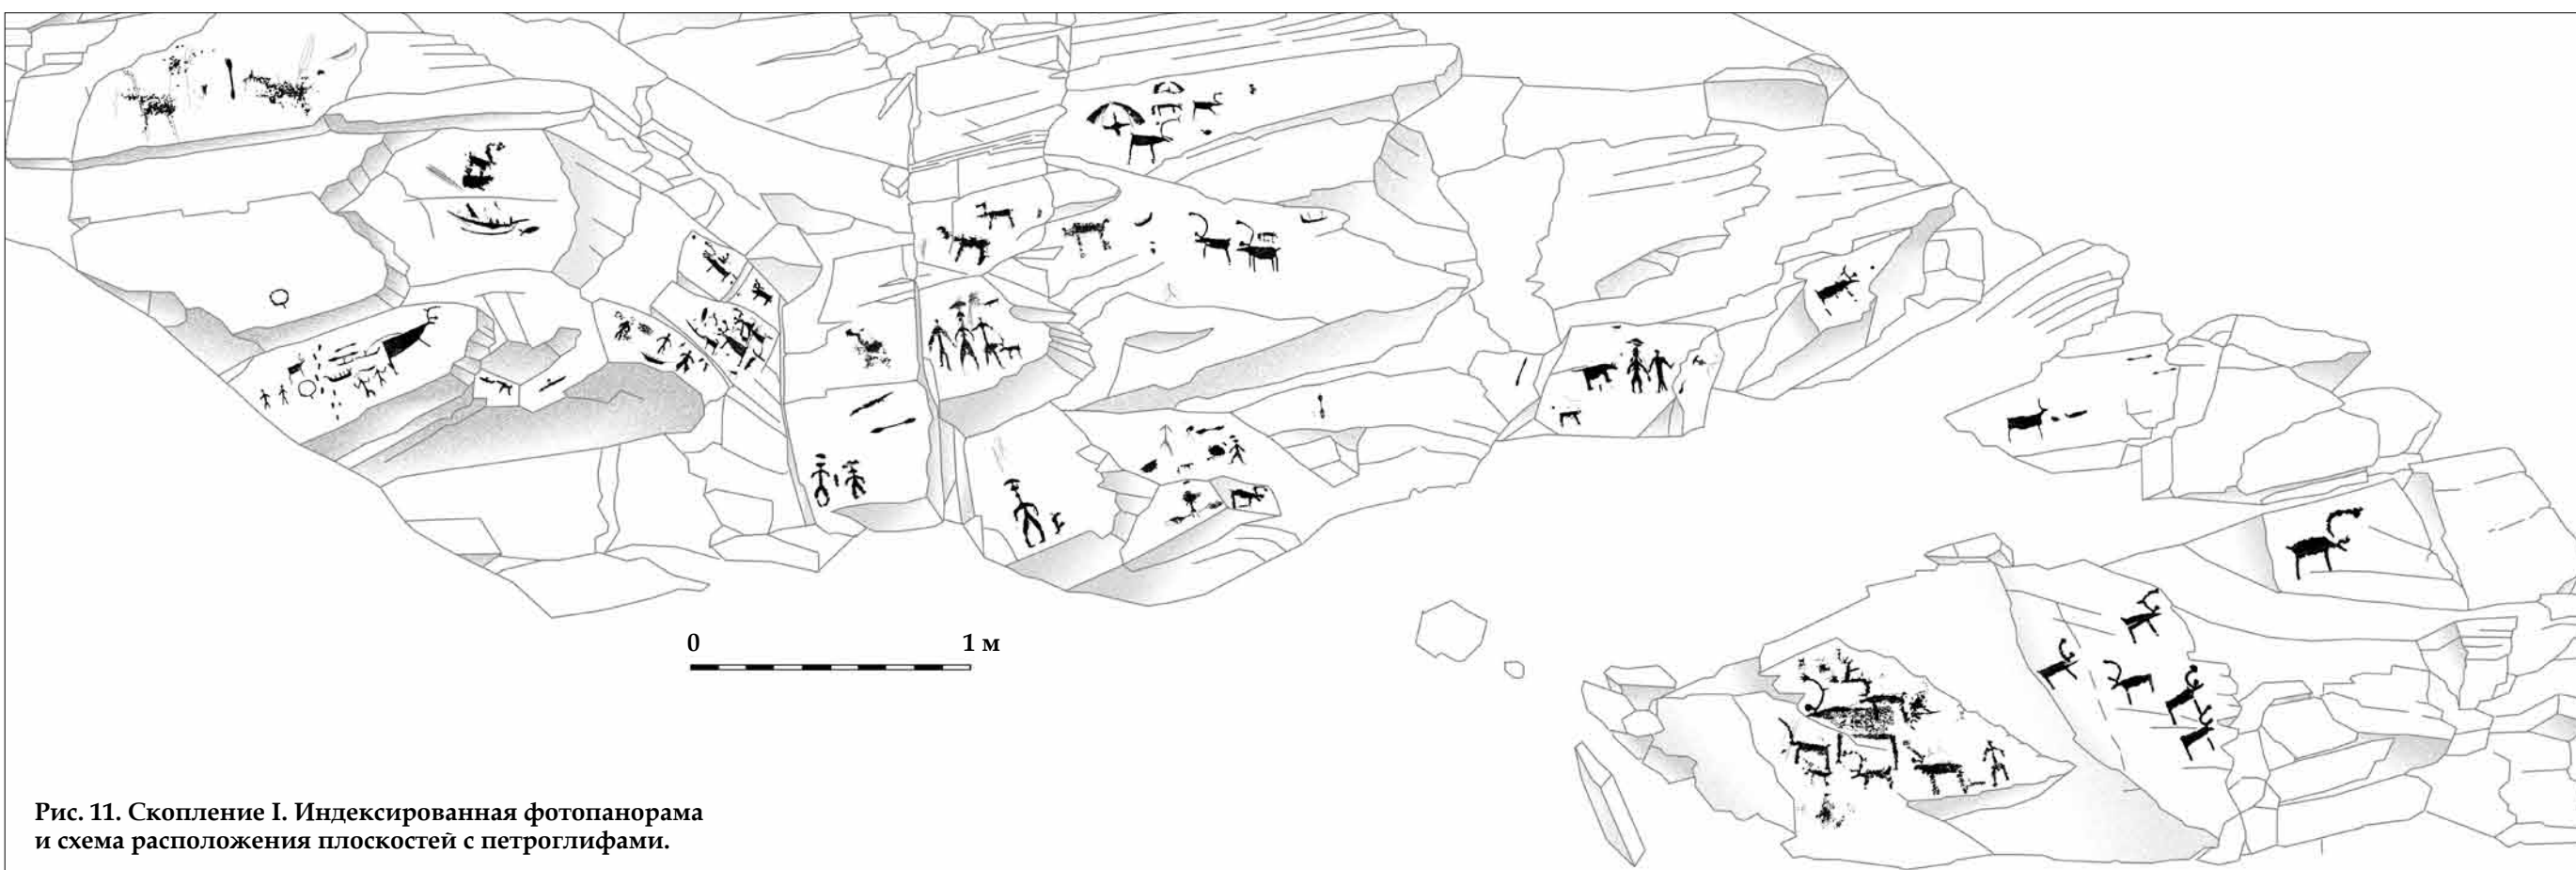 0 1 м
Рис. 11. Скопление I. Индексированная фотопанорама
и схема расположения плоскостей с петроглифами.